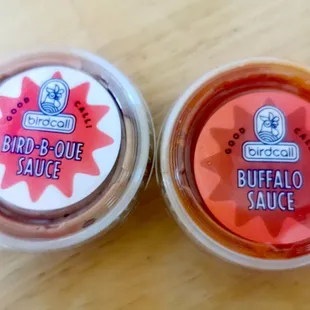 GOOD CALL!
birdcall
BIRD-B-QUE
SAUCE
GOOD CALL!
birdcall
BUFFALO
SAUCE